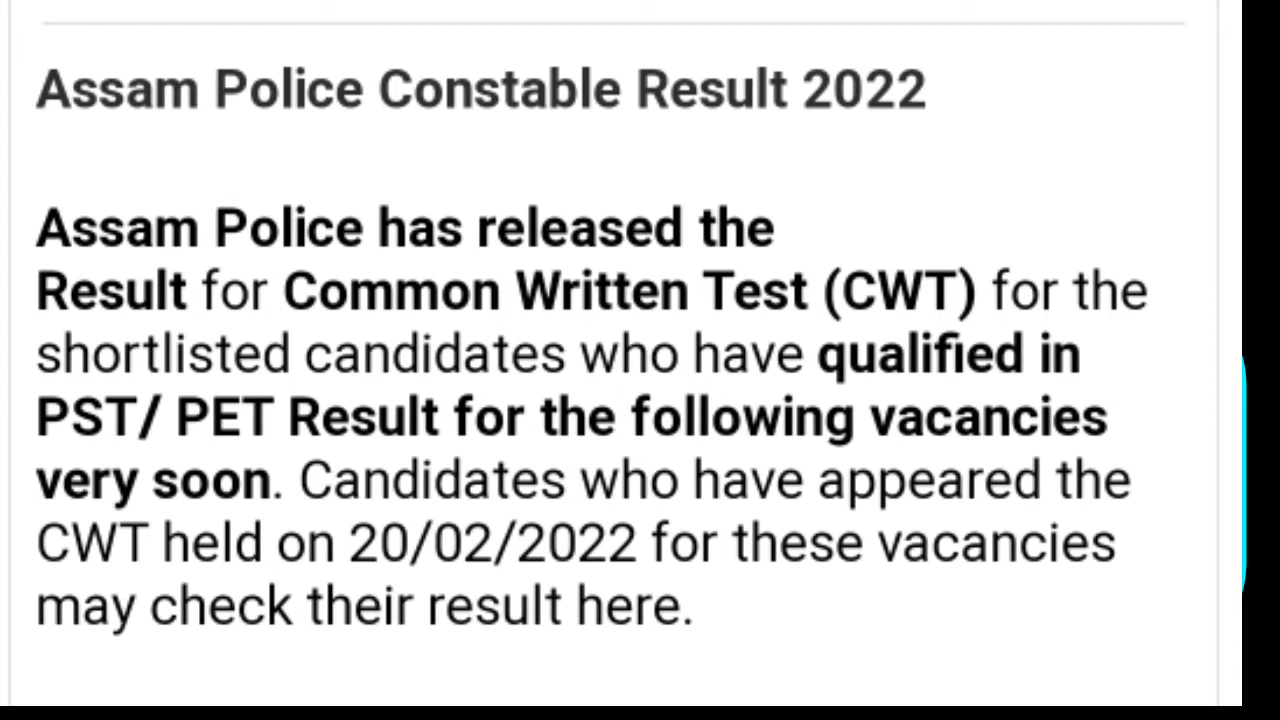 Assam Police Constable Result 2022
Assam Police has released the
Result for Common Written Test (CWT) for the
shortlisted candidates who have qualified in
PST/ PET Result for the following vacancies
very soon. Candidates who have appeared the
CWT held on 20/02/2022 for these vacancies
may check their result here.